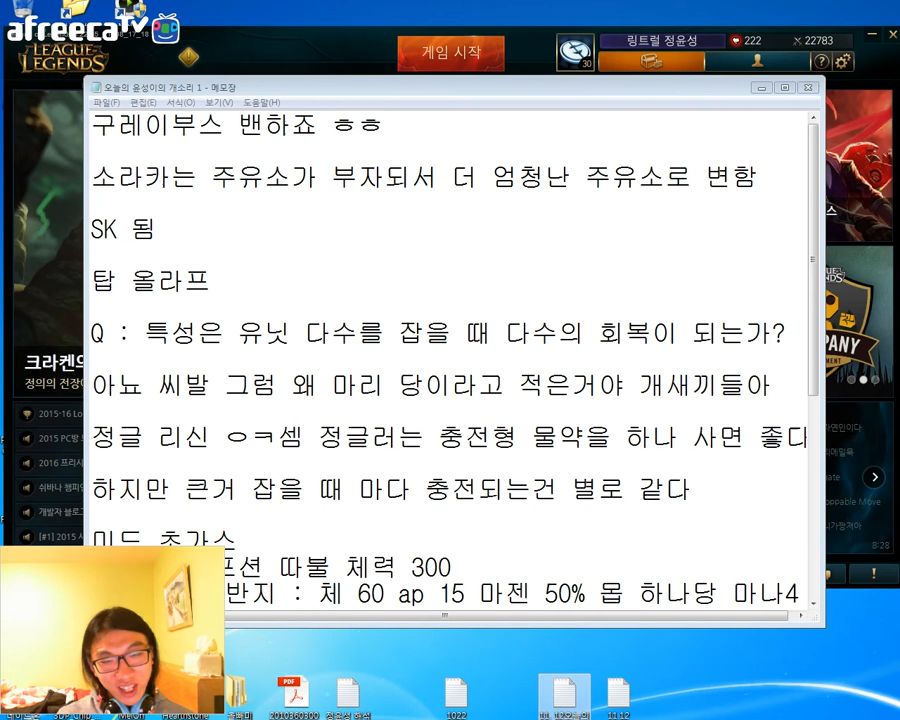 afreecaTV
LEAGUE of LEGENDS
게임 시작
30
링트럴 정윤성
222
22783
오늘의 윤성이의 개소리 1 - 메모장
파일(F) 편집(E) 서식(O) 보기(V) 도움말(H)
구레이부스 밴하죠 ㅎㅎ
소라카는 주유소가 부자되서 더 엄청난 주유소로 변함
SK 됨
탑 올라프
Q : 특성은 유닛 다수를 잡을 때 다수의 회복이 되는가?
아뇨 씨발 그럼 왜 마리 당이라고 적은거야 개새끼들아
정글 리신 ㅇㅋ셈 정글러는 충전형 물약을 하나 사면 좋다
하지만 큰거 잡을 때 마다 충전되는건 별로 같다
미드 초가스
프션 따불 체력 300
반지 : 체 60 ap 15 마젠 50% 몹 하나당 마나4
크라켄의
정의의 전장
2015-16
2015 PC방
2016 프리시
쉬바나 챔피
개발자 블로그
[#1] 2015
8:28
PDF
2010360300
1022
11.12
Hearthstone